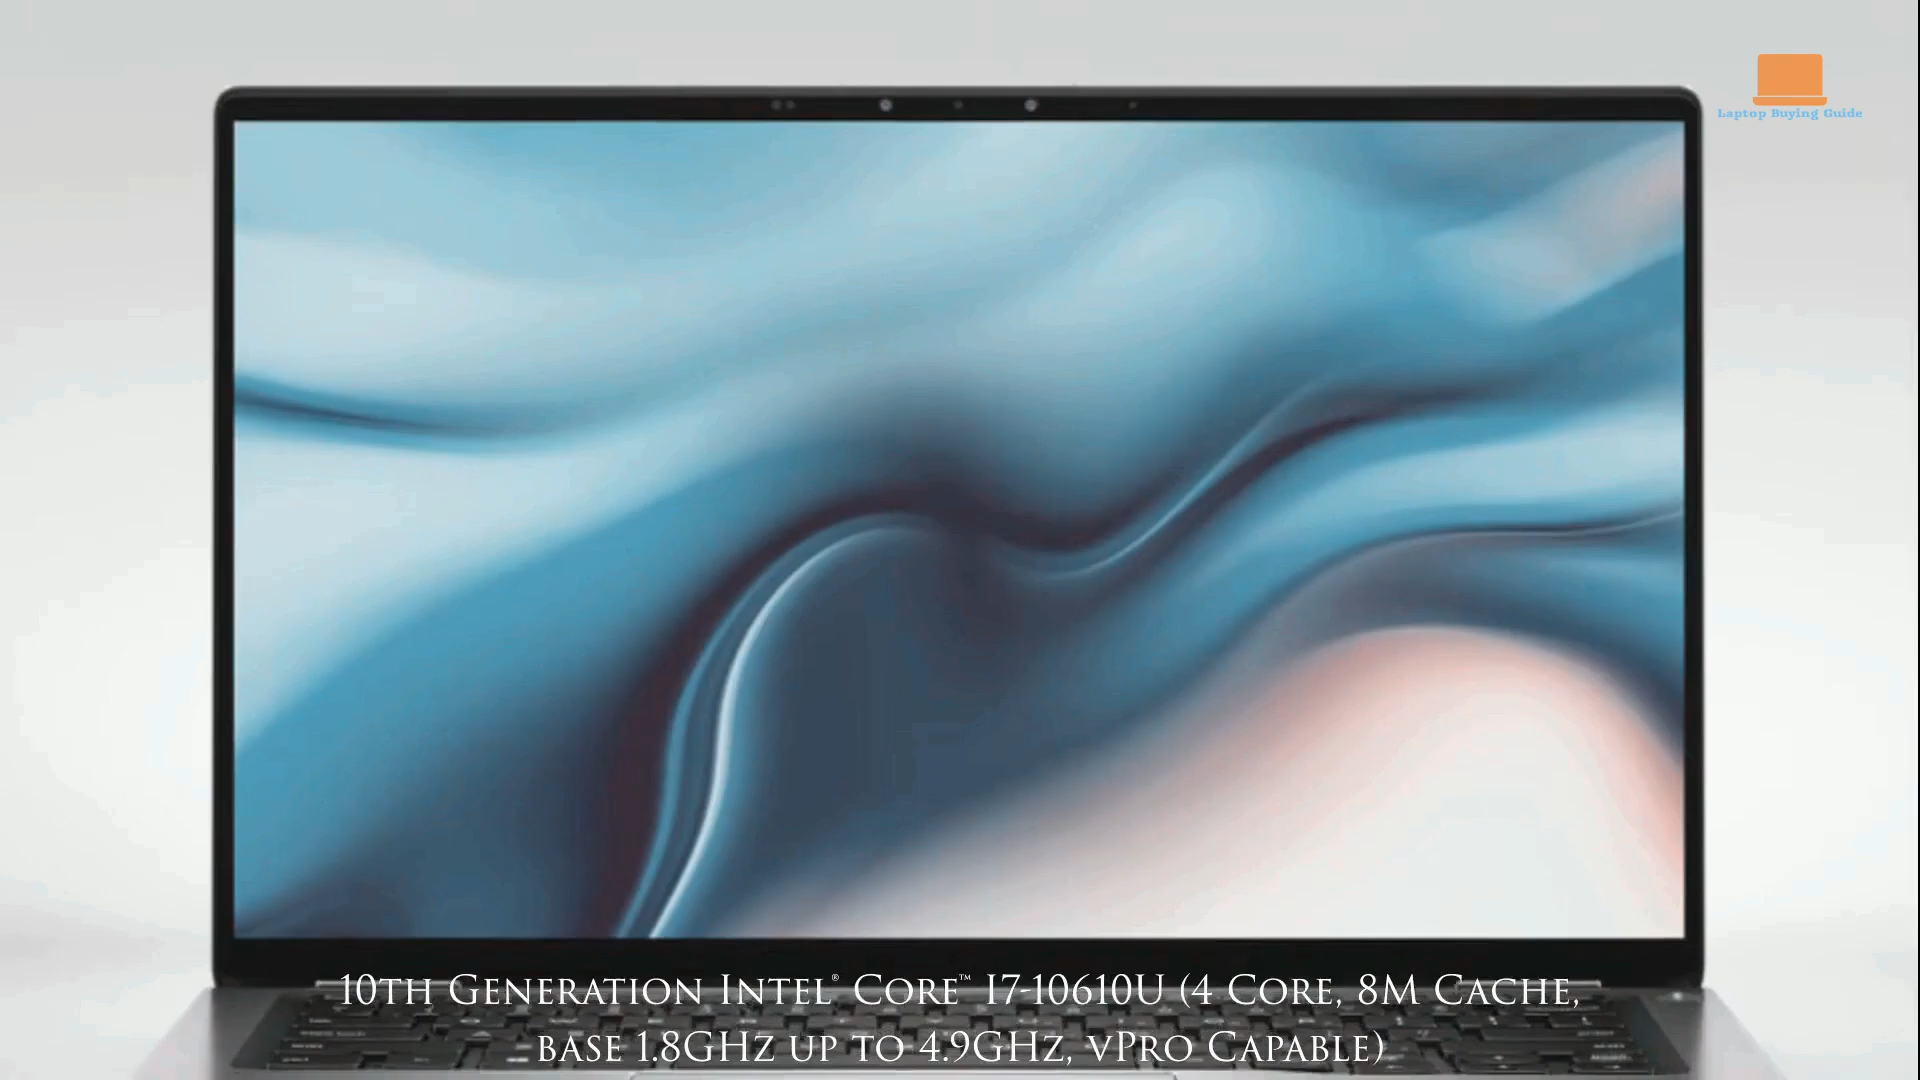 Laptop Buying Guide
10th Generation Intel® Core™ I7-10610U (4 Core, 8M Cache,
base 1.8GHz up to 4.9GHz, vPro Capable)